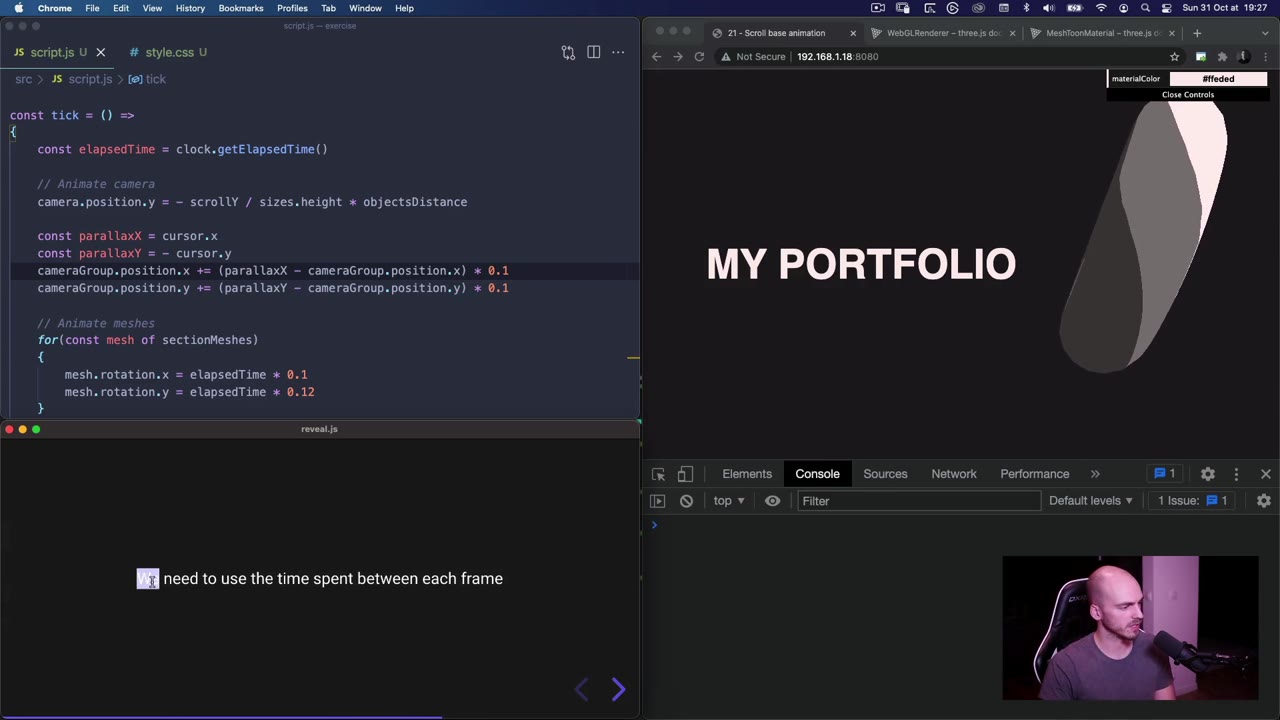 Chrome File Edit View History Bookmarks Profiles Tab Window Help Sun 31 Oct at 19:27
script.js — exercise
script.js U style.css U
src script.js tick
const tick = () =>
{
const elapsedTime = clock.getElapsedTime()
// Animate camera
camera.position.y = - scrollY / sizes.height * objectsDistance
const parallaxX = cursor.x
const parallaxY = - cursor.y
cameraGroup.position.x += (parallaxX - cameraGroup.position.x) * 0.1
cameraGroup.position.y += (parallaxY - cameraGroup.position.y) * 0.1
// Animate meshes
for(const mesh of sectionMeshes)
{
mesh.rotation.x = elapsedTime * 0.1
mesh.rotation.y = elapsedTime * 0.12
}
reveal.js
We need to use the time spent between each frame
21 - Scroll base animation WebGLRenderer – three.js doc MeshToonMaterial – three.js doc
Not Secure 192.168.1.18:8080
materialColor #ffeded
Close Controls
MY PORTFOLIO
Elements Console Sources Network Performance 1
top Filter Default levels 1 Issue: 1